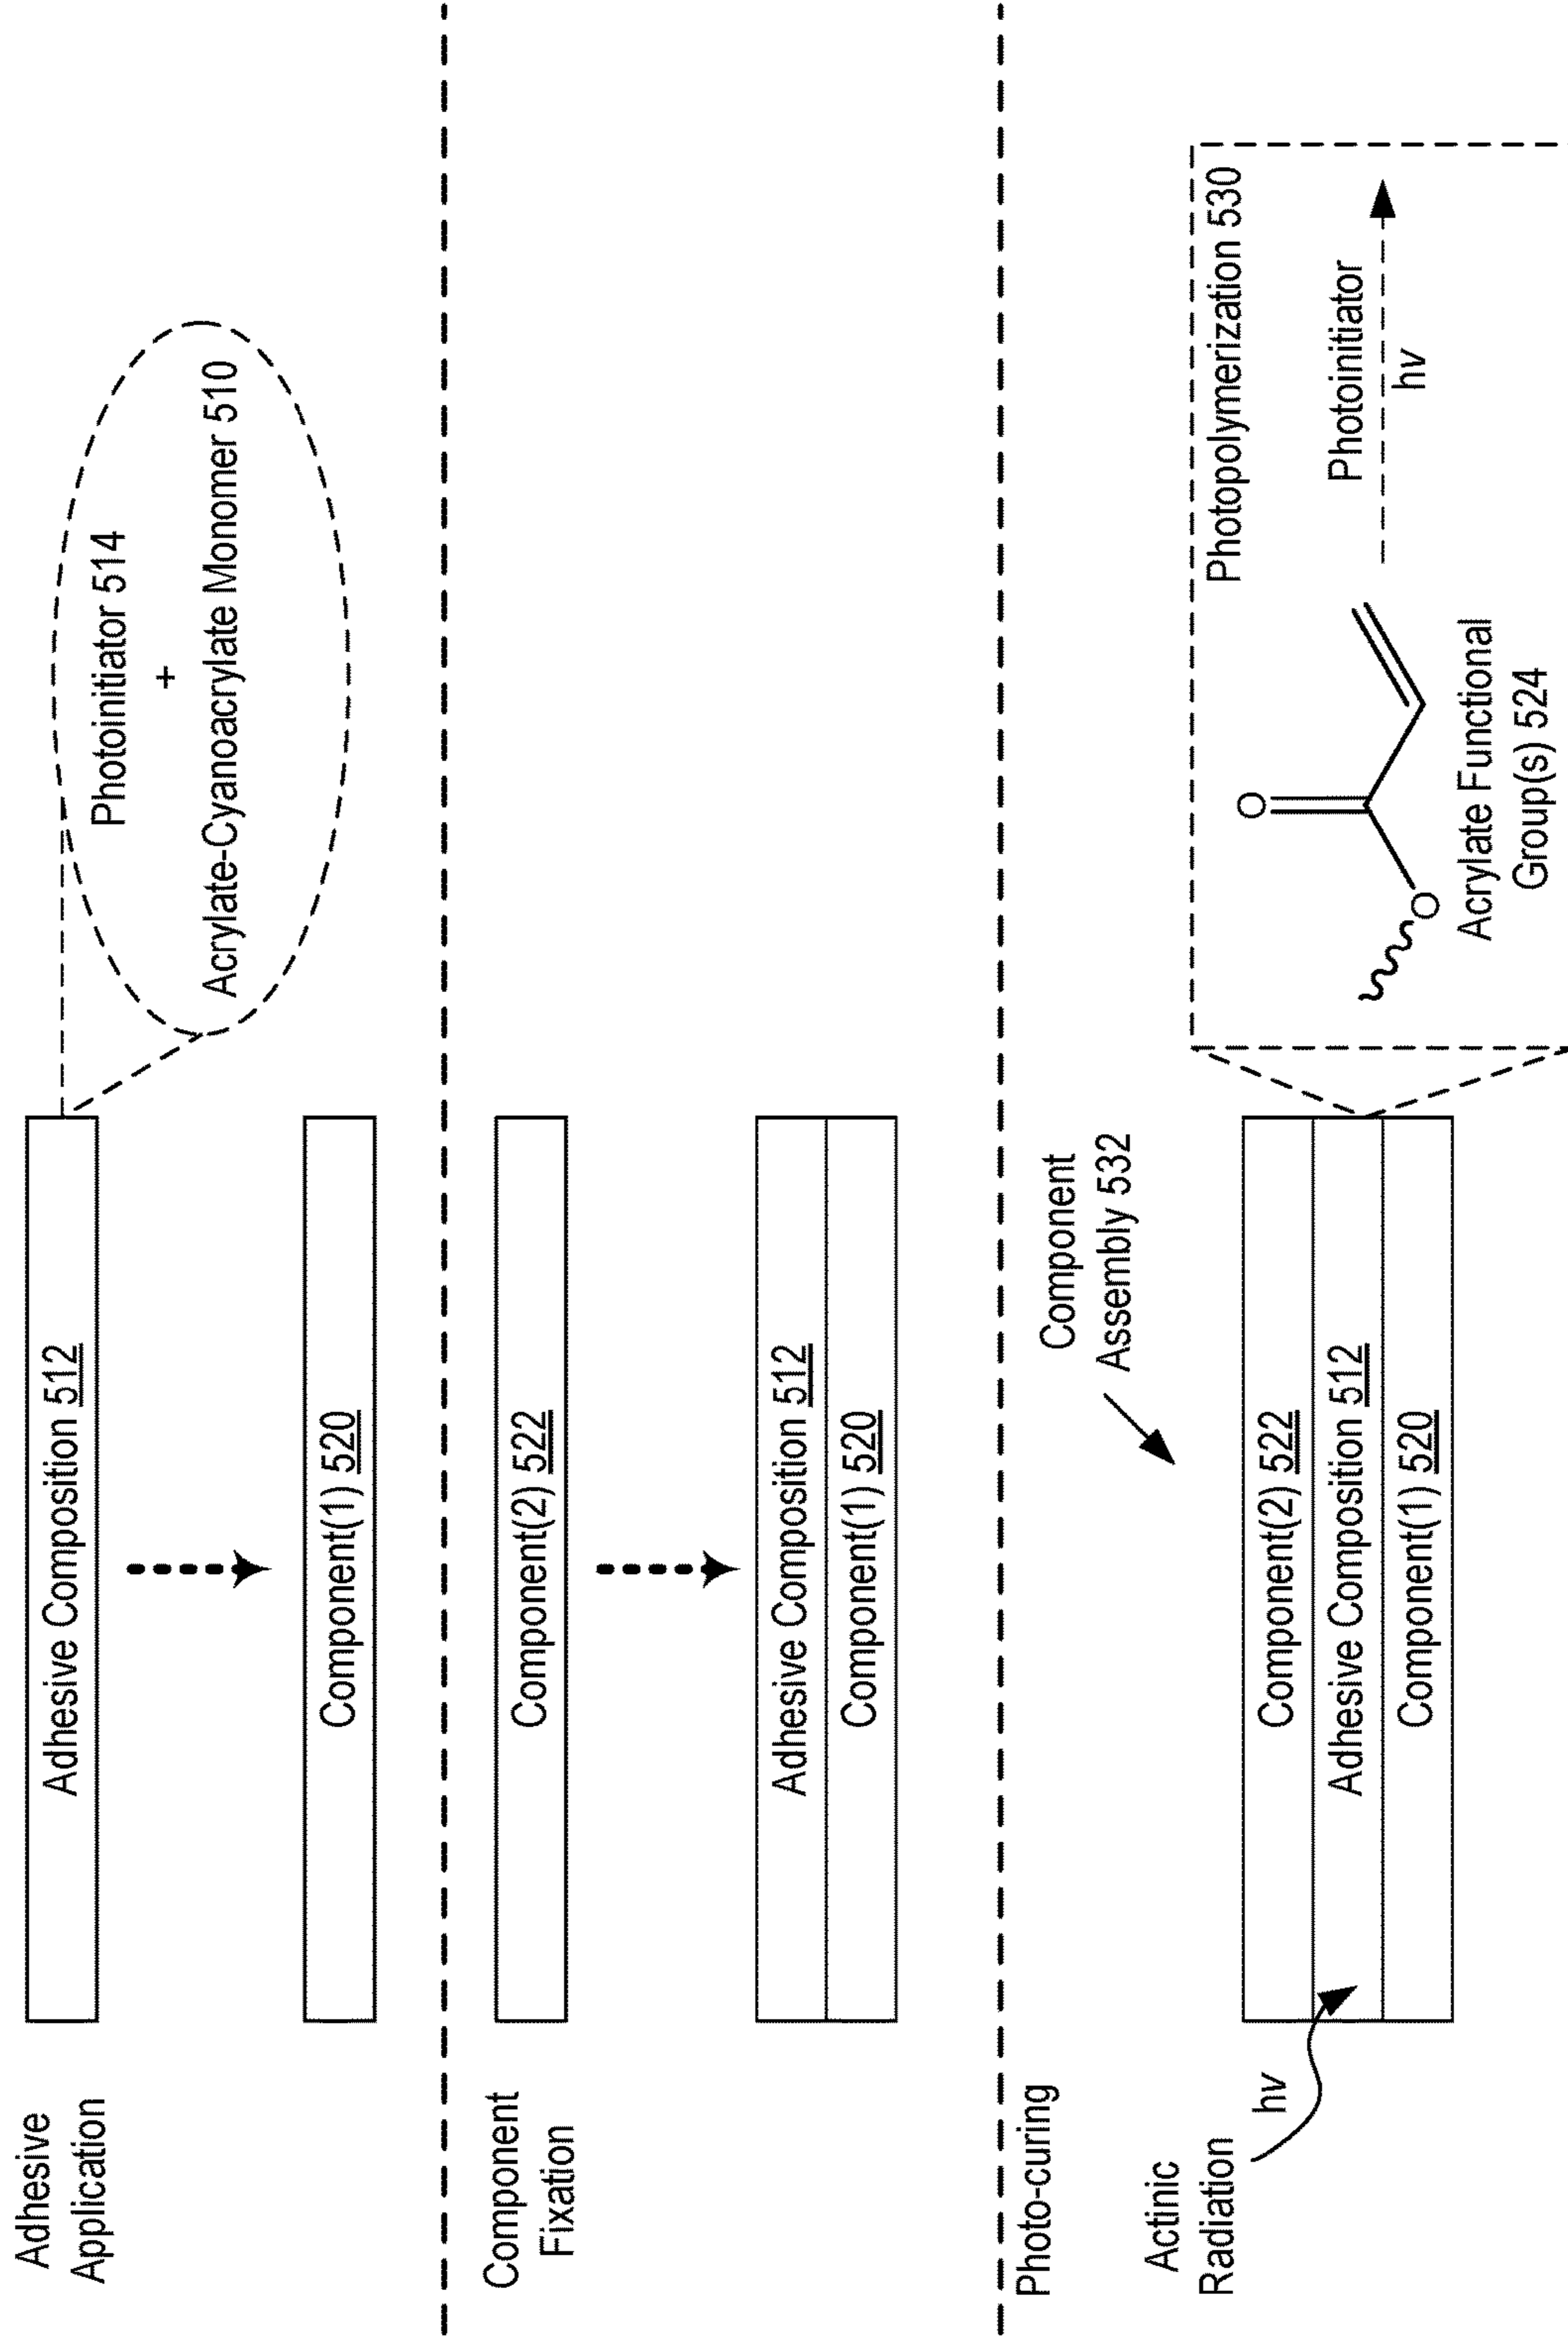 Adhesive
Application
Adhesive Composition 512
Component(1) 520
Photoinitiator 514
+
Acrylate-Cyanoacrylate Monomer 510
Component
Fixation
Component(2) 522
Adhesive Composition 512
Component(1) 520
Photo-curing
Actinic
Radiation
hν
Component
Assembly 532
Component(2) 522
Adhesive Composition 512
Component(1) 520
Photopolymerization 530
O
O
Photoinitiator
hν
Acrylate Functional
Group(s) 524